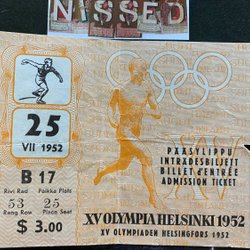 NISSED
25
VII 1952
B 17
Rivi Rad Paikka Plats
53 25
Rang Row Place Seat
$ 3.00
PÄÄSYLIPPU
INTRÄDESBILJETT
BILLET d'ENTRÉE
ADMISSION TICKET
XV OLYMPIA HELSINKI 1952
XV OLYMPIADEN HELSINGFORS 1952